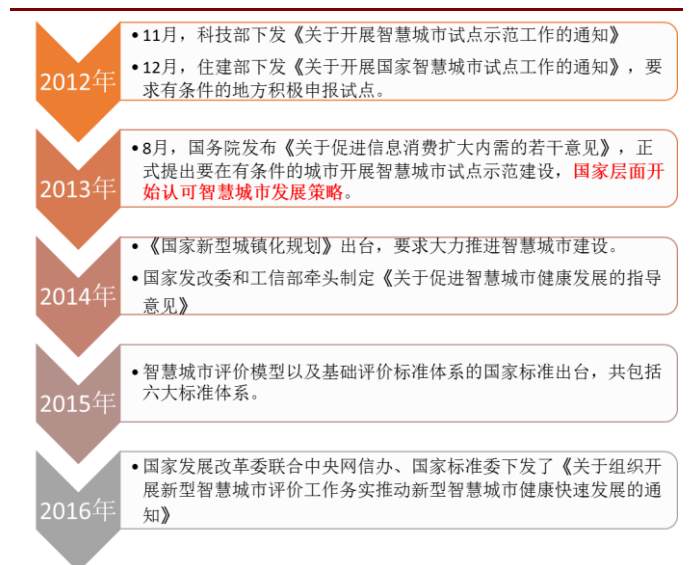 2012年
•11月，科技部下发《关于开展智慧城市试点示范工作的通知》
•12月，住建部下发《关于开展国家智慧城市试点工作的通知》，要
求有条件的地方积极申报试点。
2013年
•8月，国务院发布《关于促进信息消费扩大内需的若干意见》，正
式提出要在有条件的城市开展智慧城市试点示范建设，国家层面开
始认可智慧城市发展策略。
2014年
•《国家新型城镇化规划》出台，要求大力推进智慧城市建设。
•国家发改委和工信部牵头制定《关于促进智慧城市健康发展的指导
意见》
2015年
•智慧城市评价模型以及基础评价标准体系的国家标准出台，共包括
六大标准体系。
2016年
•国家发展改革委联合中央网信办、国家标准委下发了《关于组织开
展新型智慧城市评价工作务实推动新型智慧城市健康快速发展的通
知》